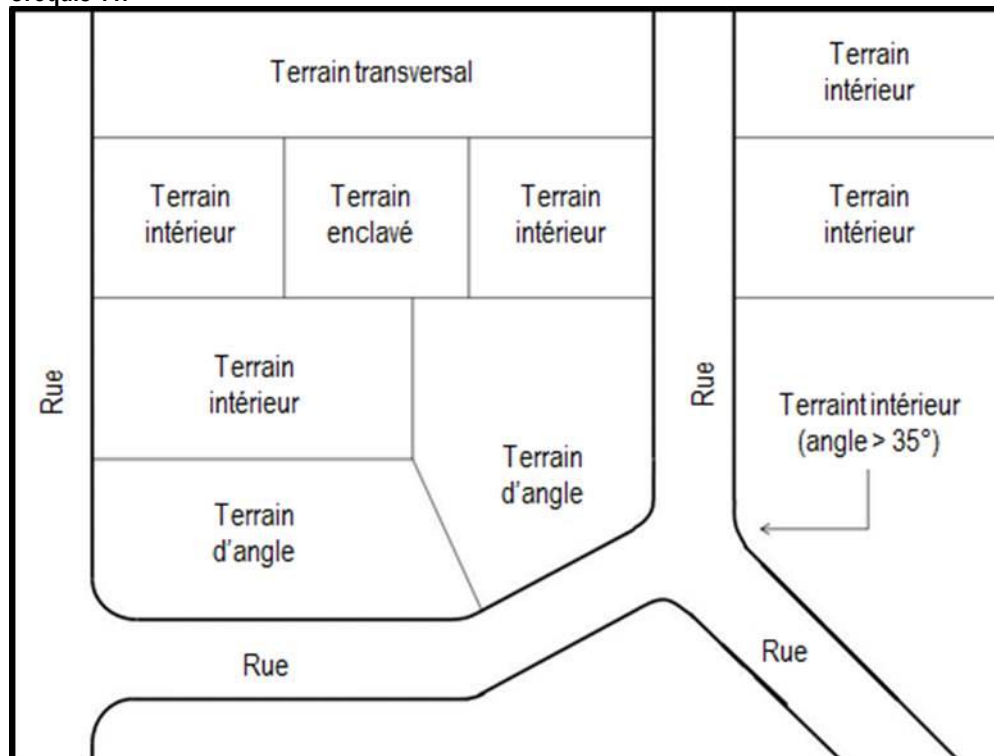 Terrain transversal
Terrain
intérieur
Terrain
intérieur
Terrain
enclavé
Terrain
intérieur
Terrain
intérieur
Rue
Terrain
intérieur
Rue
Terraint intérieur
(angle > 35°)
Terrain
d'angle
Terrain
d'angle
Rue
Rue